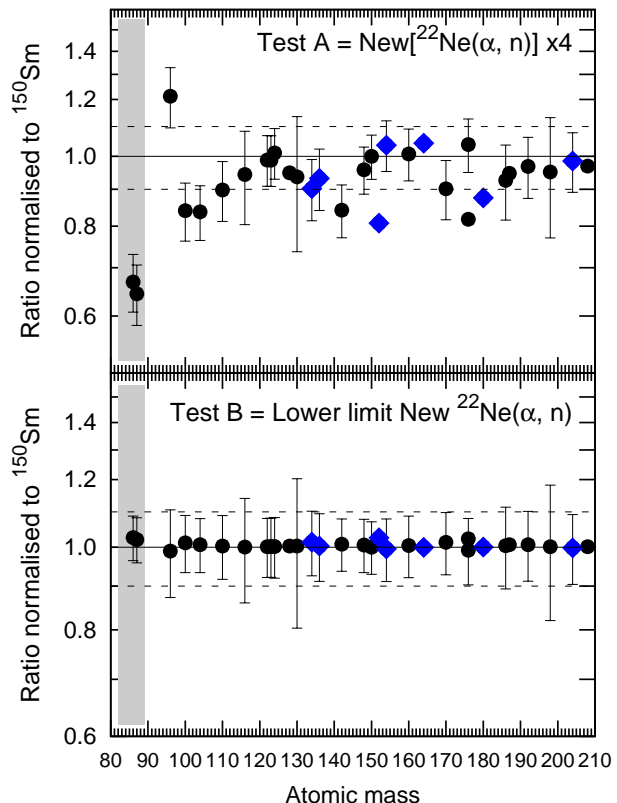 Test A = New[²²Ne(α, n)] x4
Ratio normalised to ¹⁵⁰Sm
1.4
1.2
1.0
0.8
0.6
Test B = Lower limit New ²²Ne(α, n)
Ratio normalised to ¹⁵⁰Sm
1.4
1.2
1.0
0.8
0.6
80 90 100 110 120 130 140 150 160 170 180 190 200 210
Atomic mass